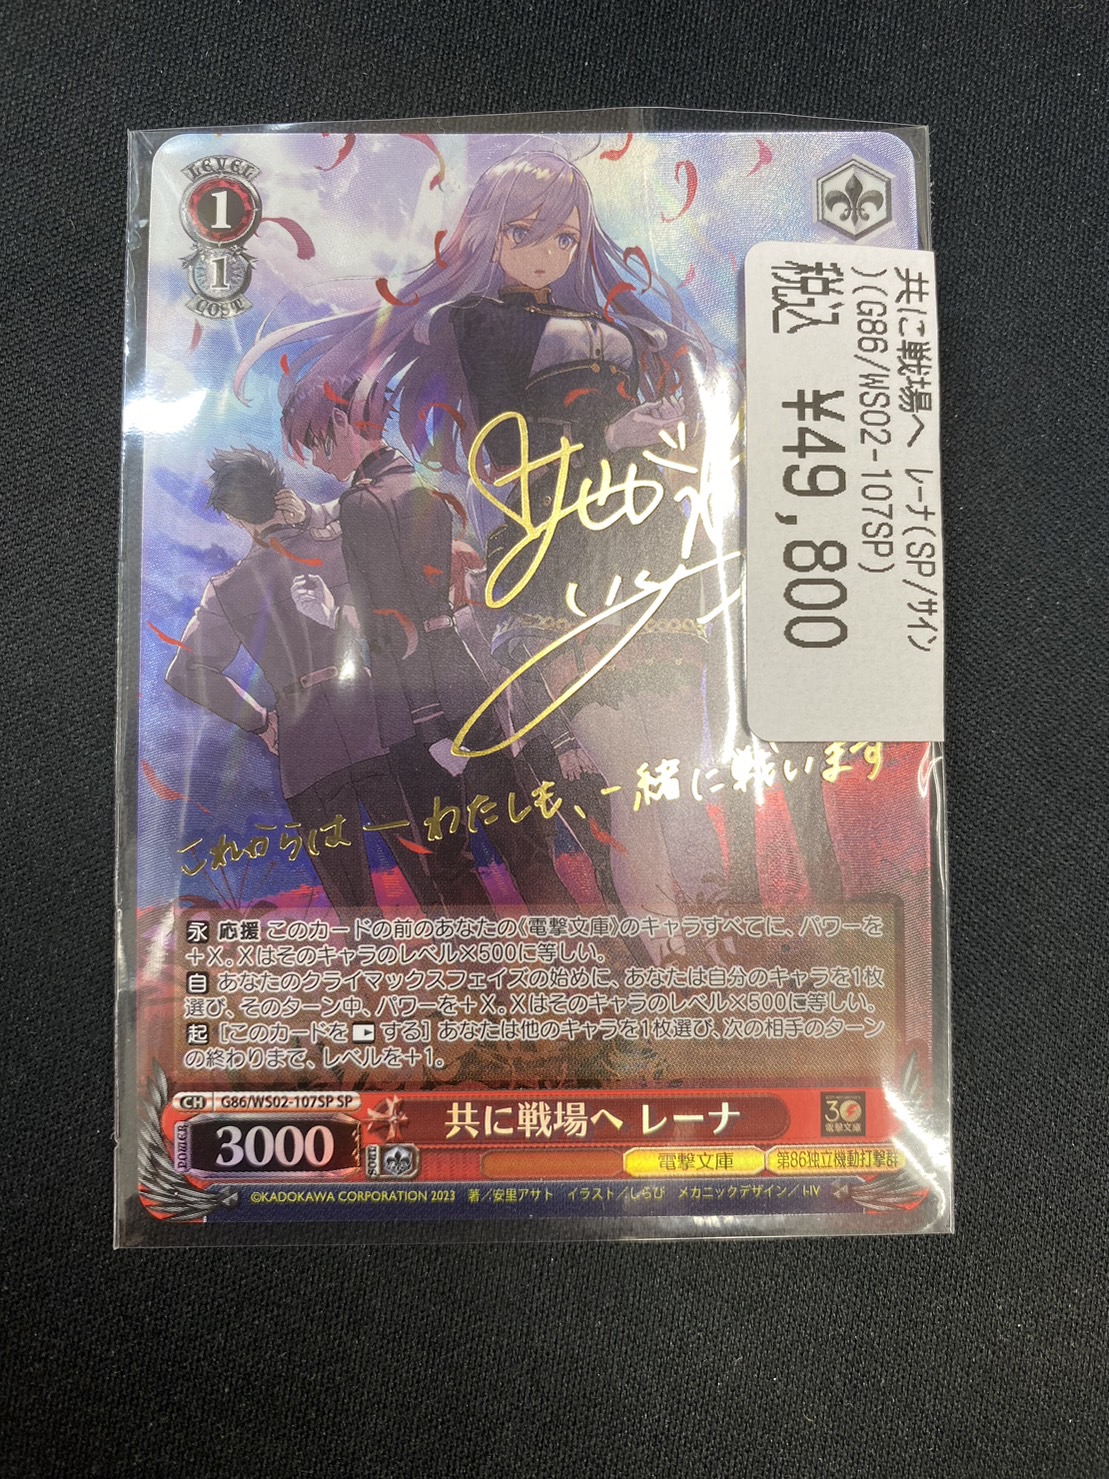 LEVEL
1
1
COST
共に戦場へ レーナ(SP/サイン
)(G86/WS02-107SP)
税込 ¥49,800
これからは―わたしも、一緒に戦います
永 応援 このカードの前のあなたの《電撃文庫》のキャラすべてに、パワーを
+X。Xはそのキャラのレベル×500に等しい。
自 あなたのクライマックスフェイズの始めに、あなたは自分のキャラを1枚
選び、そのターン中、パワーを+X。Xはそのキャラのレベル×500に等しい。
起 [このカードを する] あなたは他のキャラを1枚選び、次の相手のターン
の終わりまで、レベルを+1。
CH G86/WS02-107SP SP
共に戦場へ レーナ
30
電撃文庫
POWER
3000
SOUL
電撃文庫 第86独立機動打撃群
©KADOKAWA CORPORATION 2023 著/安里アサト イラスト/しらび メカニックデザイン/I-IV